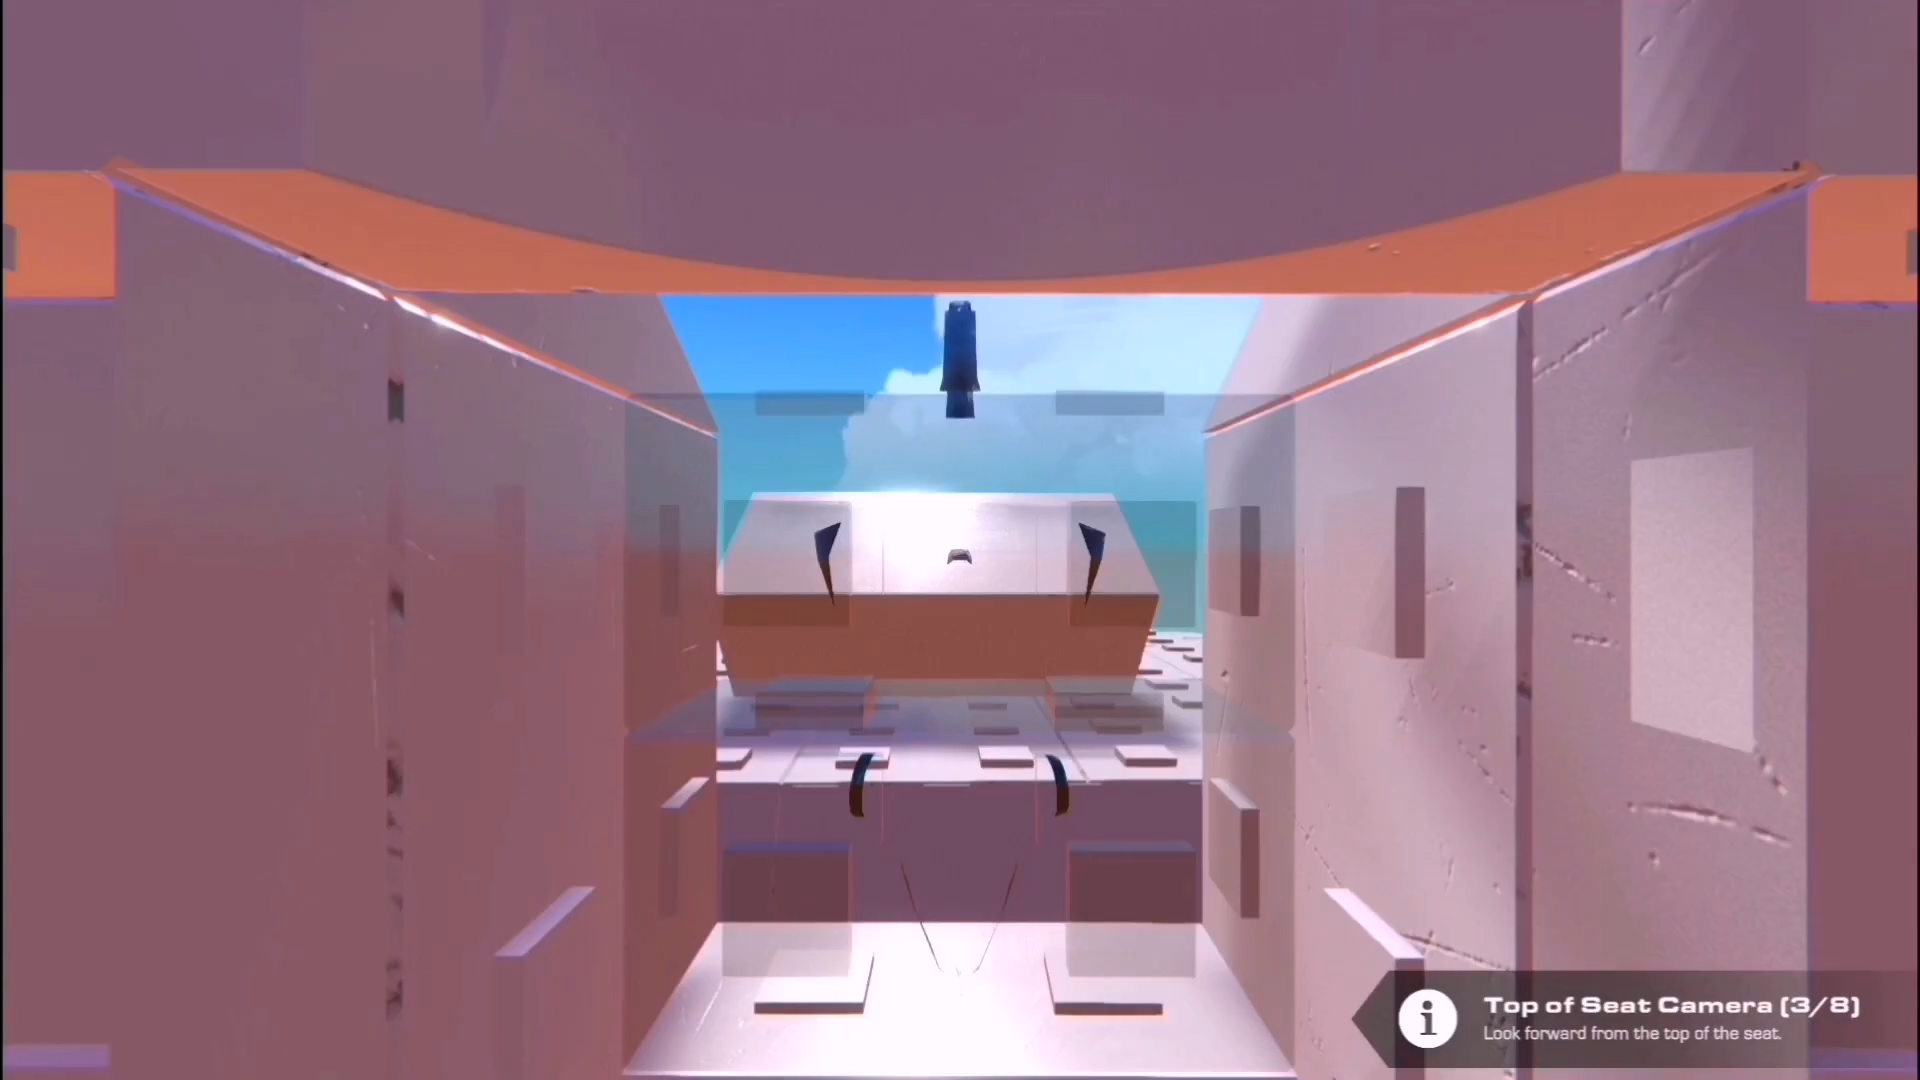 Top of Seat Camera (3/8)
Look forward from the top of the seat.